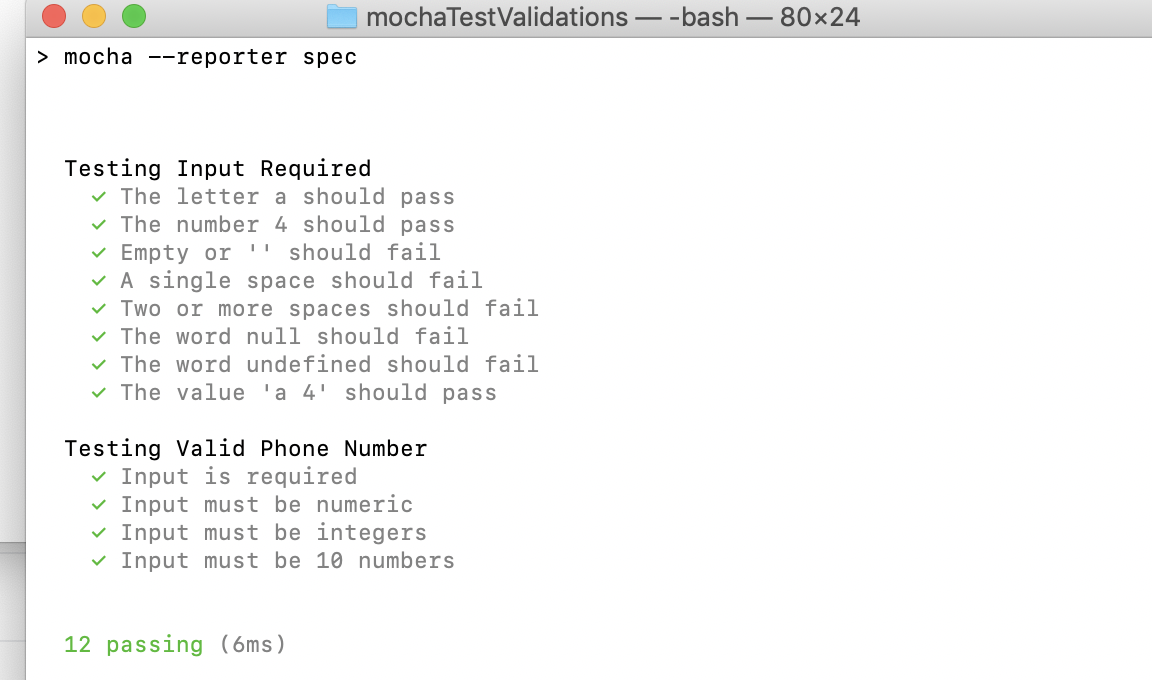 mochaTestValidations — -bash — 80×24
> mocha --reporter spec
Testing Input Required
✓ The letter a should pass
✓ The number 4 should pass
✓ Empty or '' should fail
✓ A single space should fail
✓ Two or more spaces should fail
✓ The word null should fail
✓ The word undefined should fail
✓ The value 'a 4' should pass
Testing Valid Phone Number
✓ Input is required
✓ Input must be numeric
✓ Input must be integers
✓ Input must be 10 numbers
12 passing (6ms)